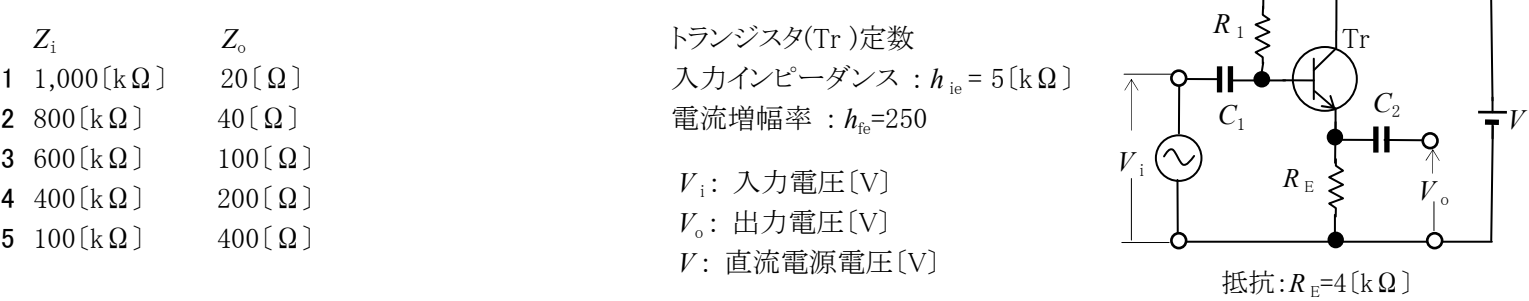 Zi Zo
1 1,000〔kΩ〕 20〔Ω〕
2 800〔kΩ〕 40〔Ω〕
3 600〔kΩ〕 100〔Ω〕
4 400〔kΩ〕 200〔Ω〕
5 100〔kΩ〕 400〔Ω〕
トランジスタ(Tr )定数
入力インピーダンス : hie = 5〔kΩ〕
電流増幅率 : hfe=250
Vi : 入力電圧〔V〕
Vo : 出力電圧〔V〕
V : 直流電源電圧〔V〕
R1
Tr
C1
C2
V
Vi
RE
Vo
抵抗:RE=4〔kΩ〕